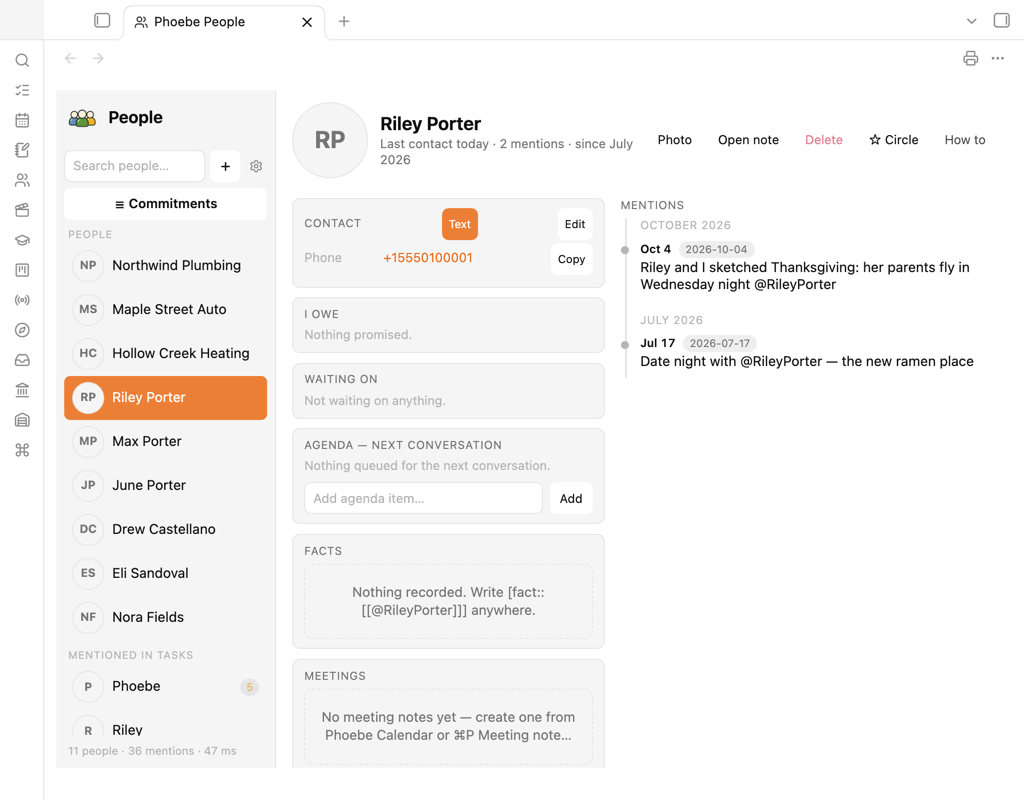 Phoebe People
People
Search people...
+
≡ Commitments
PEOPLE
NP Northwind Plumbing
MS Maple Street Auto
HC Hollow Creek Heating
RP Riley Porter
MP Max Porter
JP June Porter
DC Drew Castellano
ES Eli Sandoval
NF Nora Fields
MENTIONED IN TASKS
P Phoebe 5
R Riley
11 people · 36 mentions · 47 ms
RP
Riley Porter
Last contact today · 2 mentions · since July
2026
Photo Open note Delete ☆ Circle How to
CONTACT Text Edit
Phone +15550100001 Copy
I OWE
Nothing promised.
WAITING ON
Not waiting on anything.
AGENDA — NEXT CONVERSATION
Nothing queued for the next conversation.
Add agenda item... Add
FACTS
Nothing recorded. Write [fact::
[[@RileyPorter]]] anywhere.
MEETINGS
No meeting notes yet — create one from
Phoebe Calendar or ⌘P Meeting note...
MENTIONS
OCTOBER 2026
Oct 4 2026-10-04
Riley and I sketched Thanksgiving: her parents fly in
Wednesday night @RileyPorter
JULY 2026
Jul 17 2026-07-17
Date night with @RileyPorter — the new ramen place